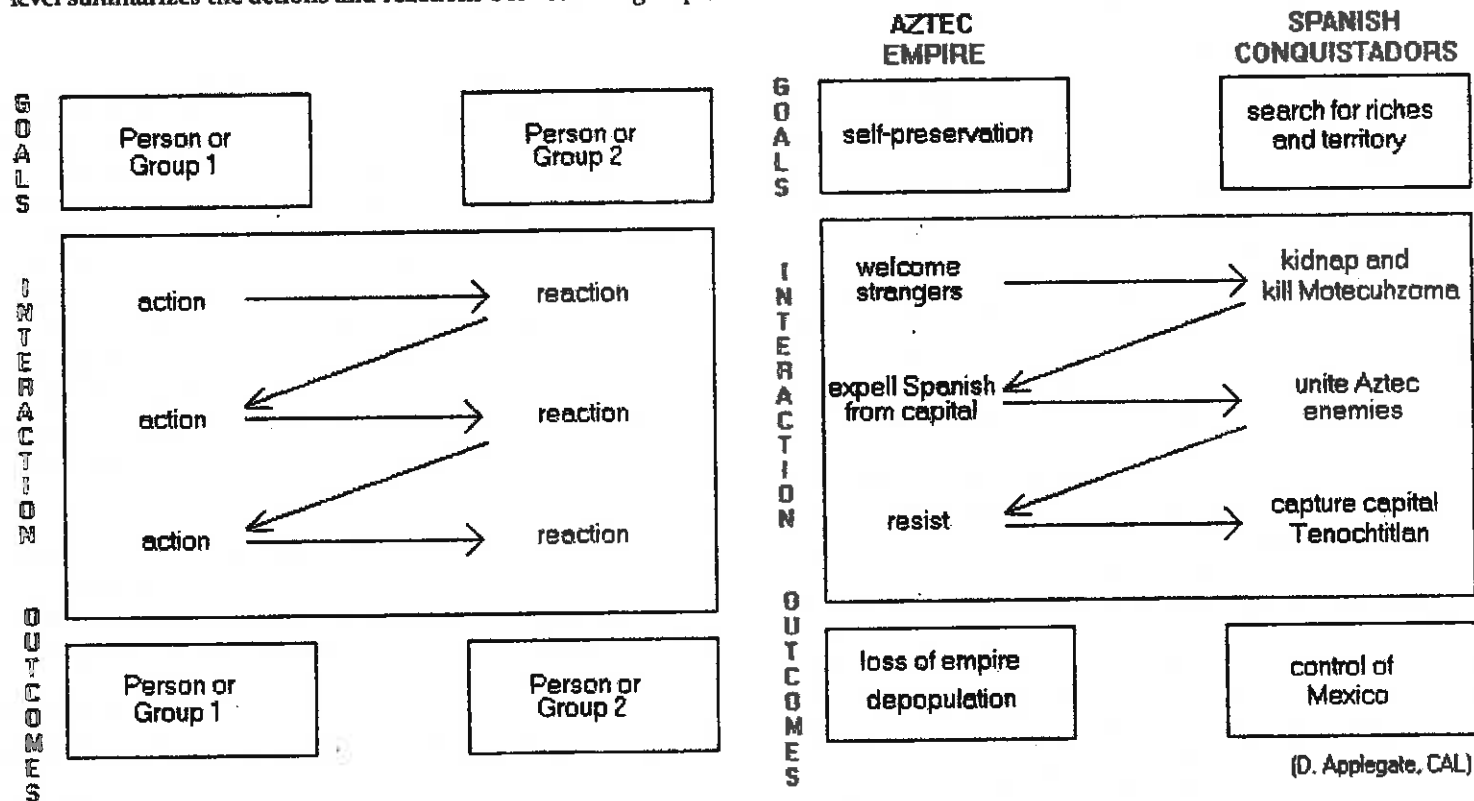 GOALS
Person or
Group 1
Person or
Group 2
INTERACTION
action
reaction
action
reaction
action
reaction
OUTCOMES
Person or
Group 1
Person or
Group 2
AZTEC
EMPIRE
SPANISH
CONQUISTADORS
GOALS
self-preservation
search for riches
and territory
INTERACTION
welcome
strangers
kidnap and
kill Motecuhzoma
expell Spanish
from capital
unite Aztec
enemies
resist
capture capital
Tenochtitlan
OUTCOMES
loss of empire
depopulation
control of
Mexico
(D. Applegate, CAL)